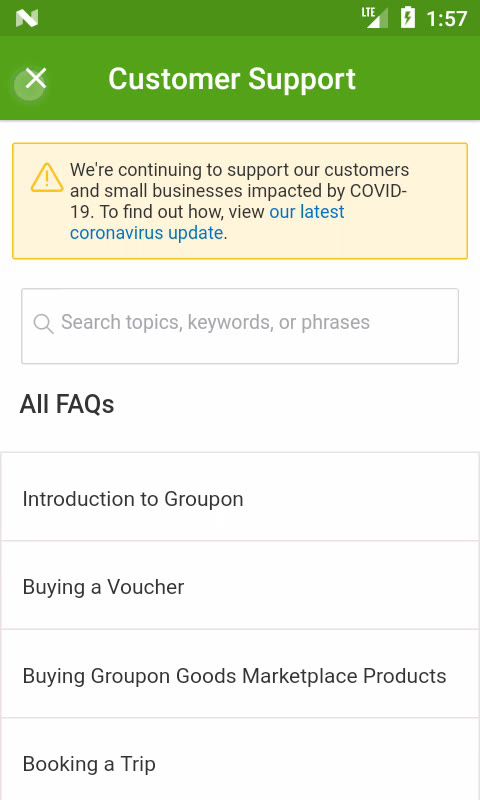 LTE 1:57
Customer Support
We're continuing to support our customers
and small businesses impacted by COVID-
19. To find out how, view our latest
coronavirus update.
Search topics, keywords, or phrases
All FAQs
Introduction to Groupon
Buying a Voucher
Buying Groupon Goods Marketplace Products
Booking a Trip